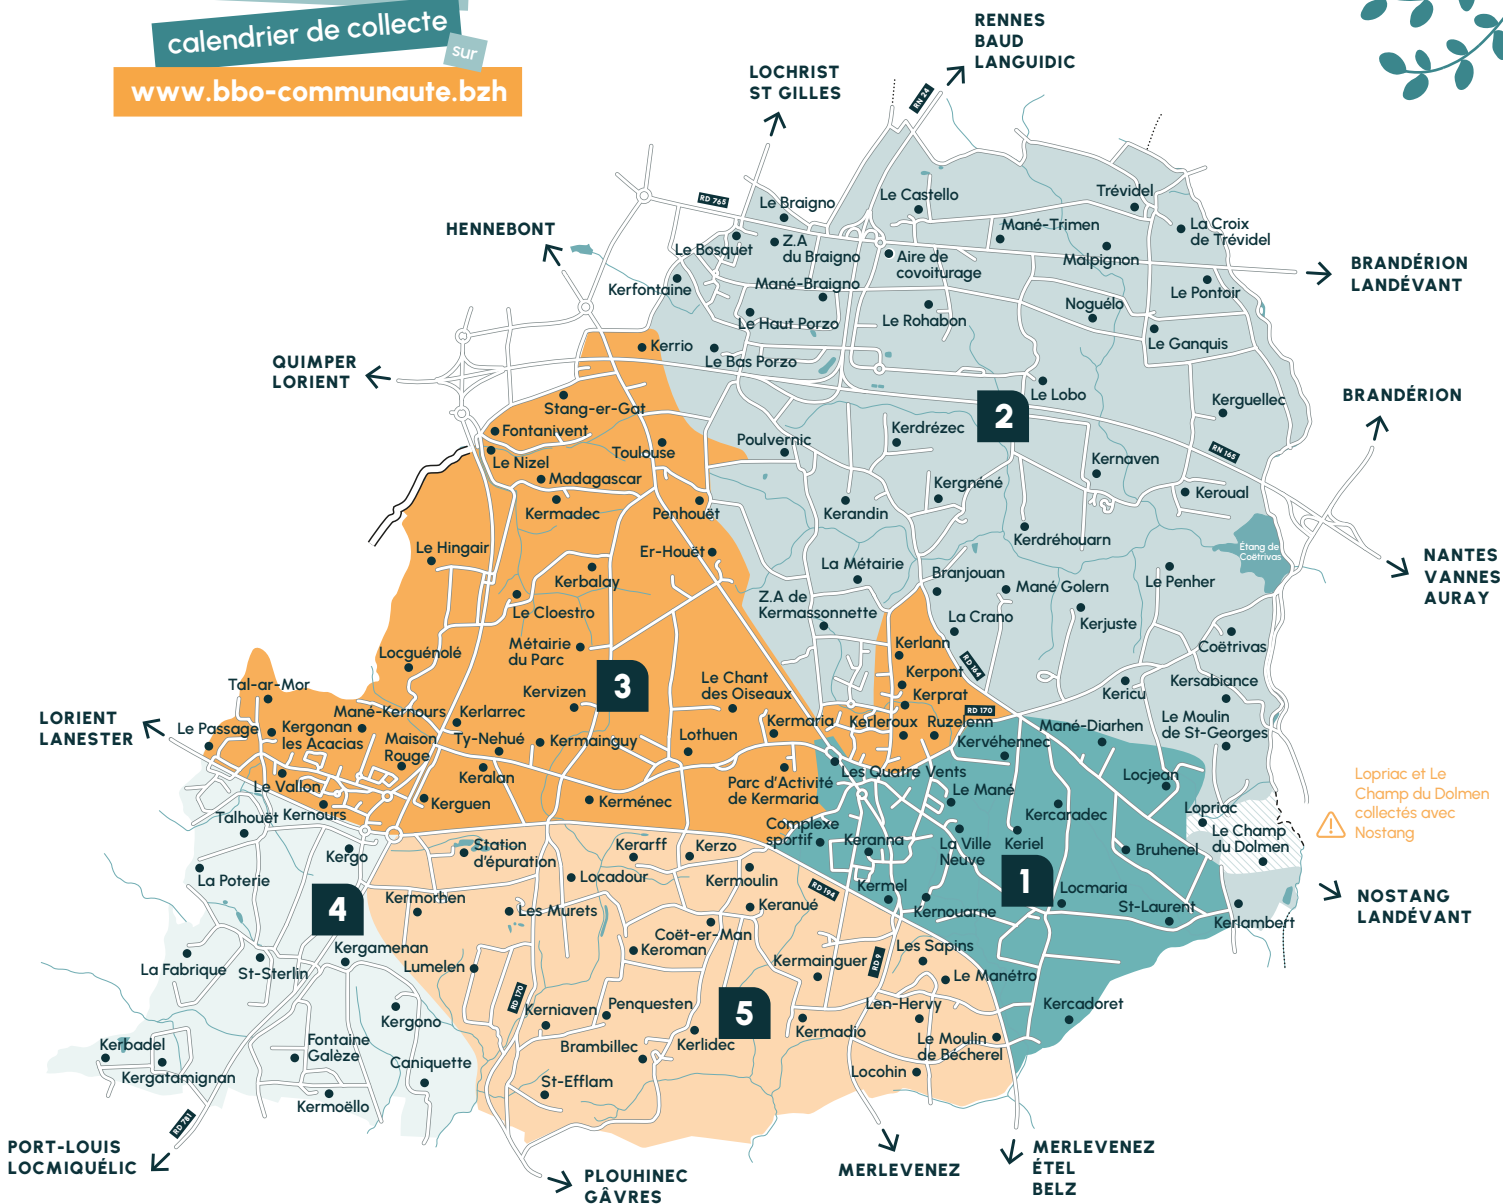 calendrier de collecte
sur
www.bbo-communaute.bzh
RENNES
BAUD
LANGUIDIC
LOCHRIST
ST GILLES
RN 24
HENNEBONT
RD 765
Le Braigno
Le Castello
Trévidel
Mané-Trimen
La Croix
de Trévidel
Le Bosquet
Z.A
du Braigno
Aire de
covoiturage
Malpignon
BRANDÉRION
LANDÉVANT
Kerfontaine
Mané-Braigno
Le Pontoir
Noguélo
Le Haut Porzo
Le Rohabon
Le Ganquis
Kerrio
Le Bas Porzo
QUIMPER
LORIENT
Le Lobo
Kerguellec
BRANDÉRION
2
Stang-er-Gat
Fontanivent
Toulouse
Poulvernic
Kerdrézec
RN 165
Le Nizel
Kernaven
Madagascar
Kergnéné
Keroual
Kermadec
Penhouët
Kerandin
Kerdréhouarn
Le Hingair
Er-Houët
Étang de
Coëtrivas
NANTES
VANNES
AURAY
La Métairie
Branjouan
Mané Golern
Le Penher
Kerbalay
Z.A de
Kermassonnette
Le Cloestro
La Crano
Kerjuste
Métairie
du Parc
Kerlann
Coëtrivas
Locguénolé
RD 164
Kerpont
3
Le Chant
des Oiseaux
Tal-ar-Mor
Kervizen
Kerprat
Kericu
Kersabiance
Mané-Kernours
Kerlarrec
RD 170
LORIENT
LANESTER
Le Passage
Kergonan
les Acacias
Kermaria
Kerleroux
Ruzelenn
Mané-Diarhen
Le Moulin
de St-Georges
Maison
Rouge
Ty-Nehué
Kermainguy
Lothuen
Kervéhennec
Keralan
Les Quatre Vents
Locjean
Le Vallon
Parc d'Activité
de Kermaria
Le Mané
Lopriac et Le
Champ du Dolmen
collectés avec
Nostang
Kerguen
Kerménec
Kercaradec
Lopriac
Talhouët
Kernours
Complexe
sportif
Keranna
La Ville
Neuve
Keriel
Le Champ
du Dolmen
Kergo
Station
d'épuration
Kerarff
Kerzo
Bruhenel
La Poterie
Locadour
Kermoulin
RD 194
Kermel
1
Locmaria
4
Kermorhen
Les Murets
Keranué
Kernouarne
St-Laurent
Kerlambert
NOSTANG
LANDÉVANT
Coët-er-Man
Keroman
Kergamenan
Les Sapins
La Fabrique
St-Sterlin
Lumelen
Kermainguer
RD 9
Le Manétro
RD 170
5
Kergono
Kerniaven
Penquesten
Len-Hervy
Kercadoret
Kermadio
Kerbadel
Fontaine
Galèze
Brambillec
Kerlidec
Le Moulin
de Bécherel
Kergatamignan
Caniquette
Locohin
St-Efflam
Kermoëllo
RD 781
PORT-LOUIS
LOCMIQUÉLIC
MERLEVENEZ
MERLEVENEZ
ÉTEL
BELZ
PLOUHINEC
GÂVRES